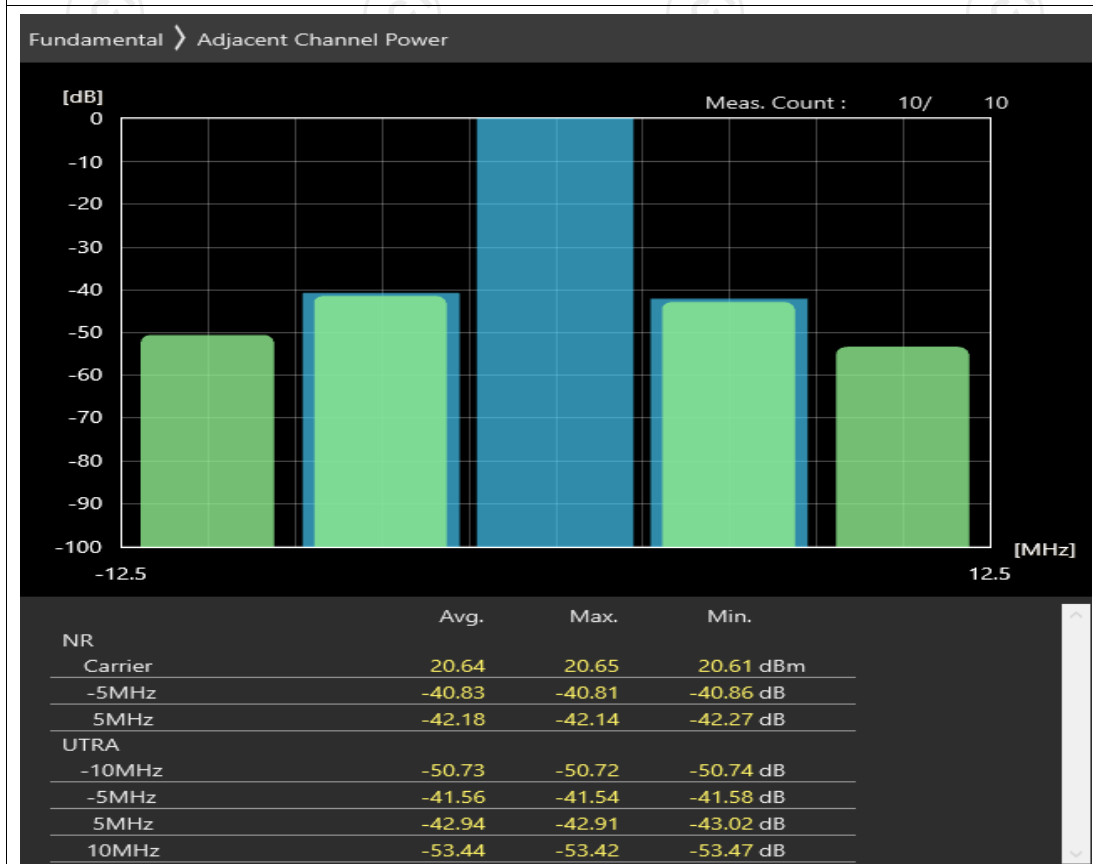 Fundamental ❯ Adjacent Channel Power
[dB]
Meas. Count : 10/ 10
0
-10
-20
-30
-40
-50
-60
-70
-80
-90
-100
[MHz]
-12.5 12.5
Avg. Max. Min.
NR
Carrier 20.64 20.65 20.61 dBm
-5MHz -40.83 -40.81 -40.86 dB
5MHz -42.18 -42.14 -42.27 dB
UTRA
-10MHz -50.73 -50.72 -50.74 dB
-5MHz -41.56 -41.54 -41.58 dB
5MHz -42.94 -42.91 -43.02 dB
10MHz -53.44 -53.42 -53.47 dB